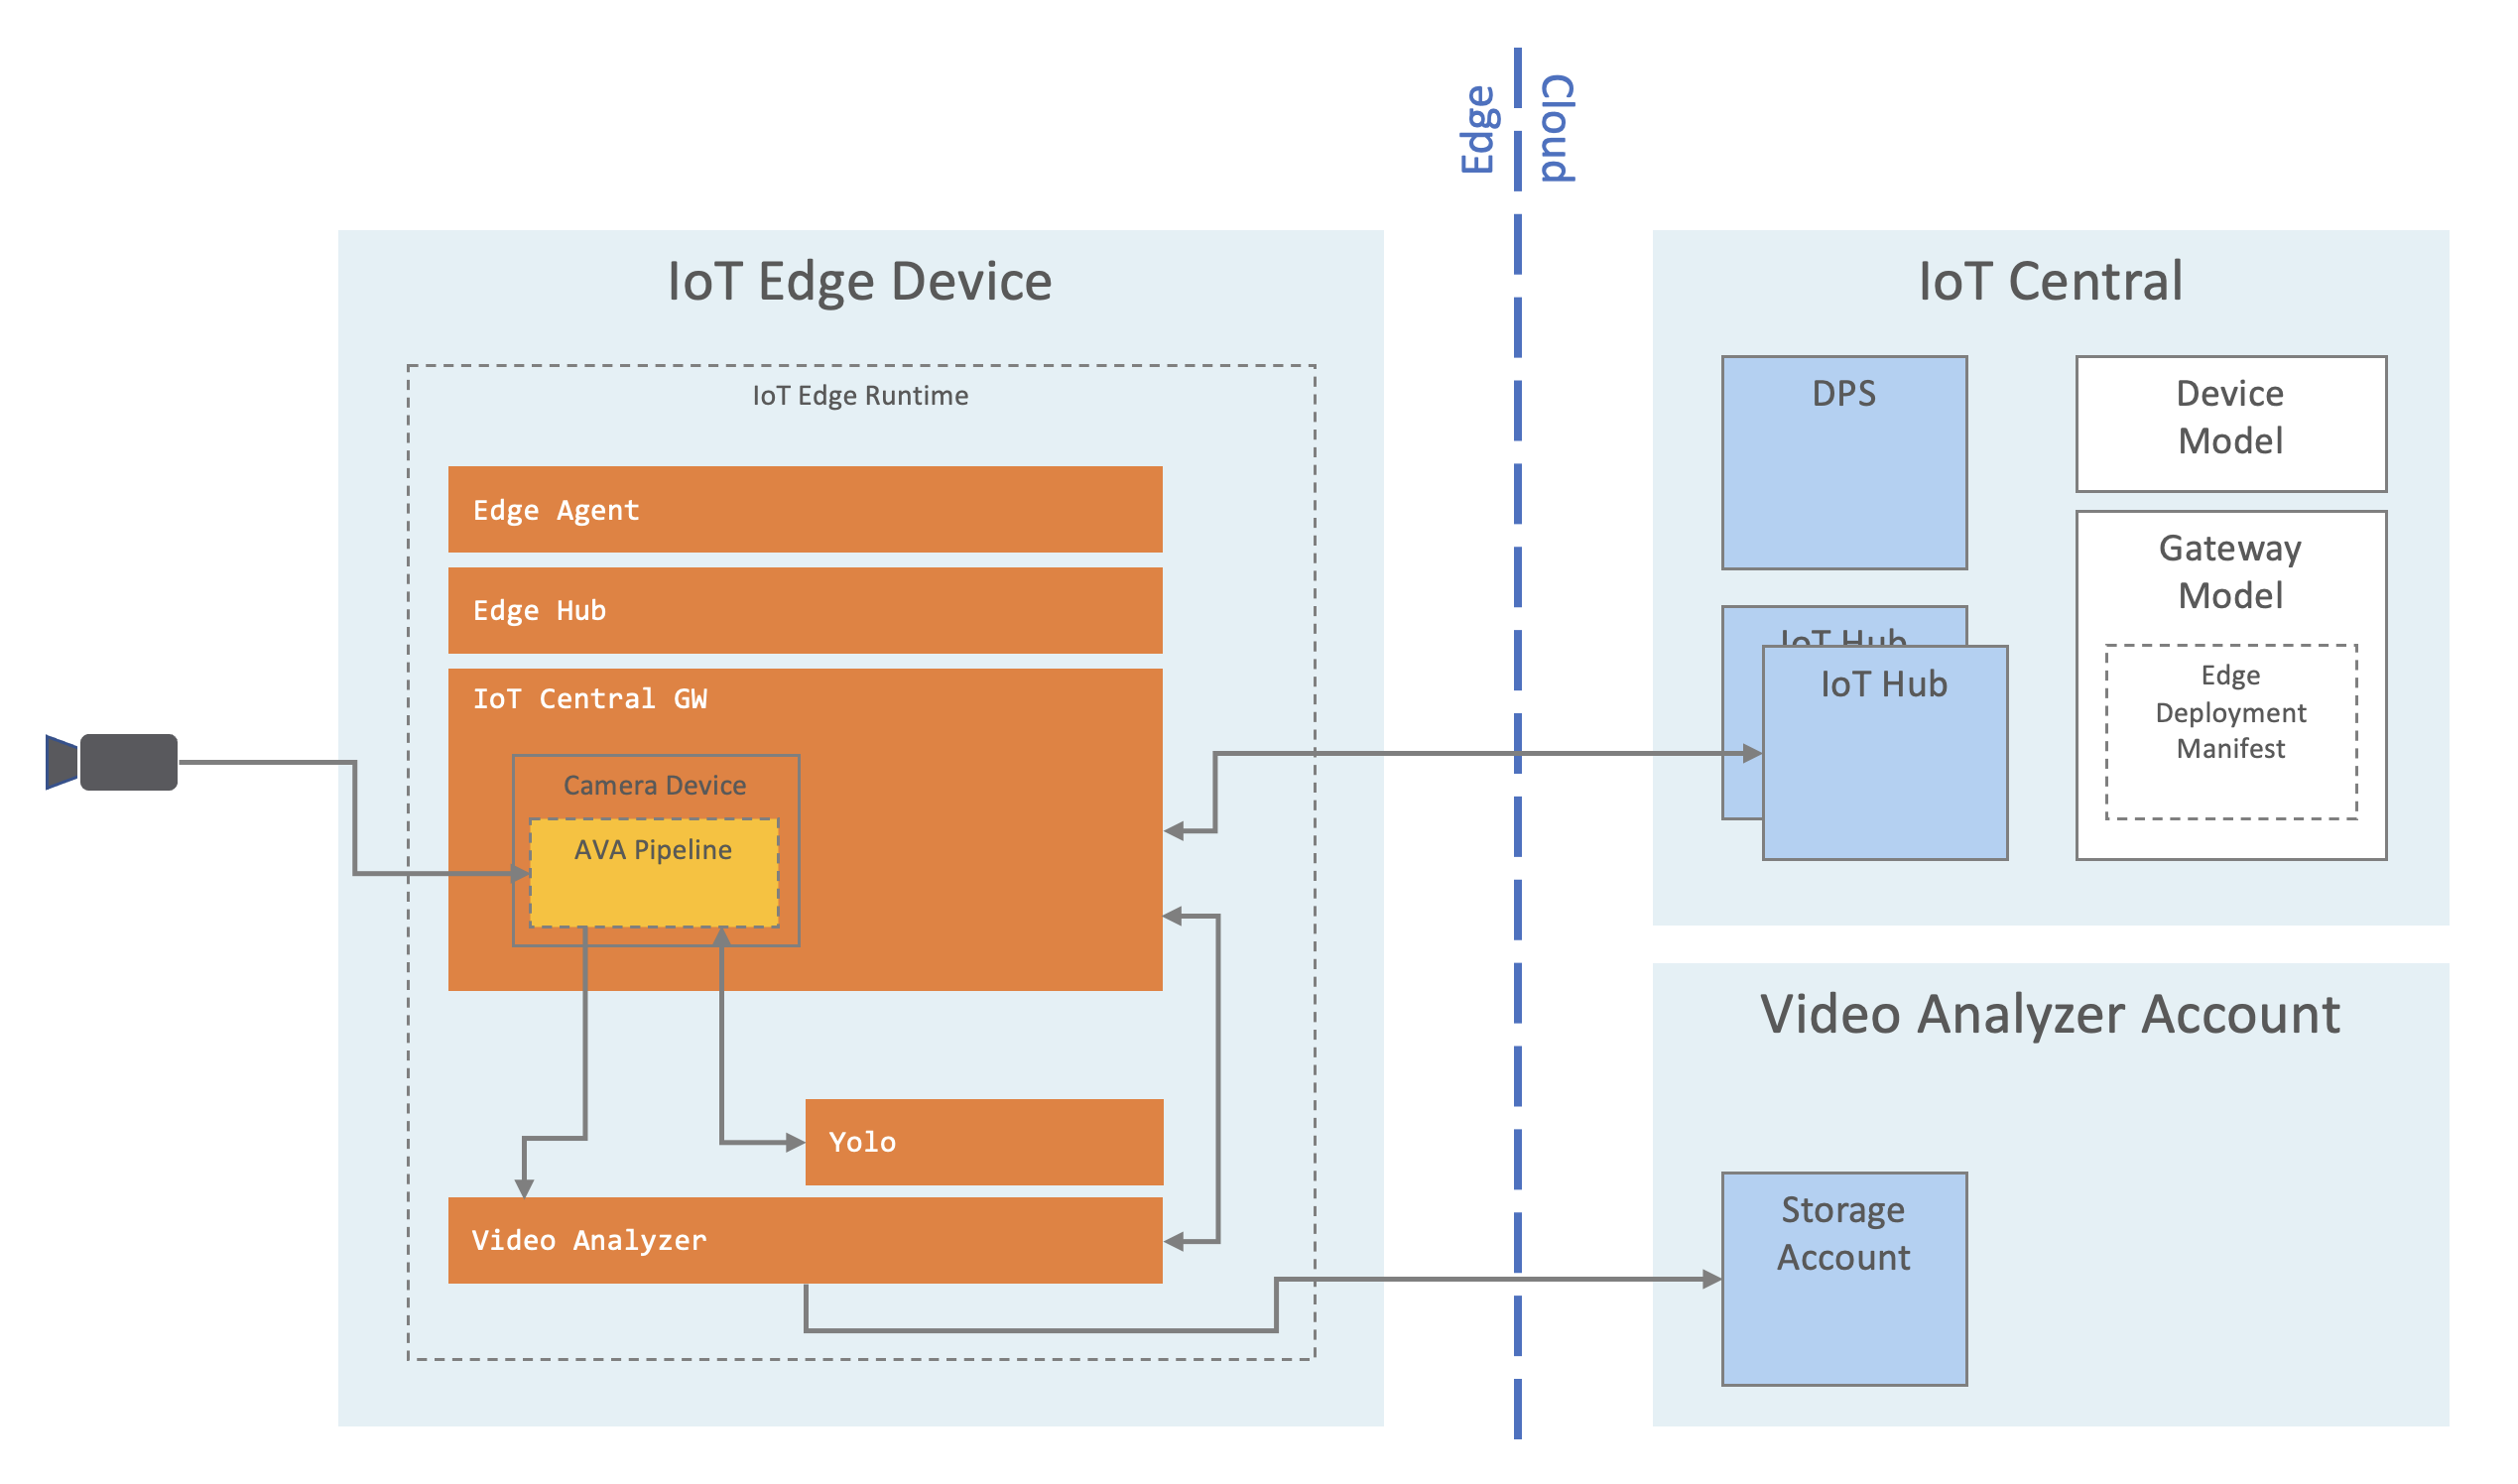 Edge
Cloud
IoT Edge Device
IoT Edge Runtime
Edge Agent
Edge Hub
IoT Central GW
Camera Device
AVA Pipeline
Yolo
Video Analyzer
IoT Central
DPS
Device
Model
IoT Hub
IoT Hub
Gateway
Model
Edge
Deployment
Manifest
Video Analyzer Account
Storage
Account